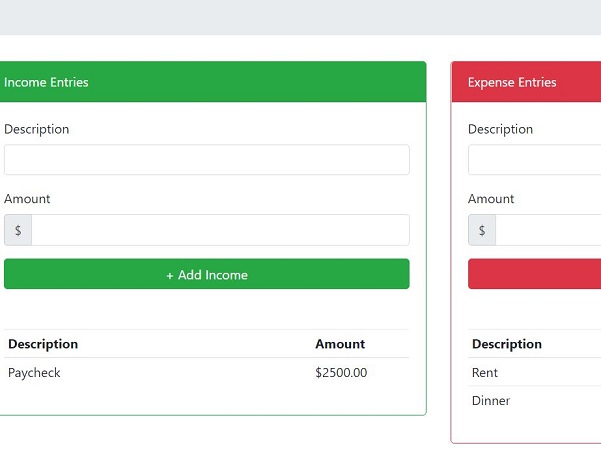 Income Entries
Description
Amount
$
+ Add Income
Description Amount
Paycheck $2500.00
Expense Entries
Description
Amount
$
Description
Rent
Dinner